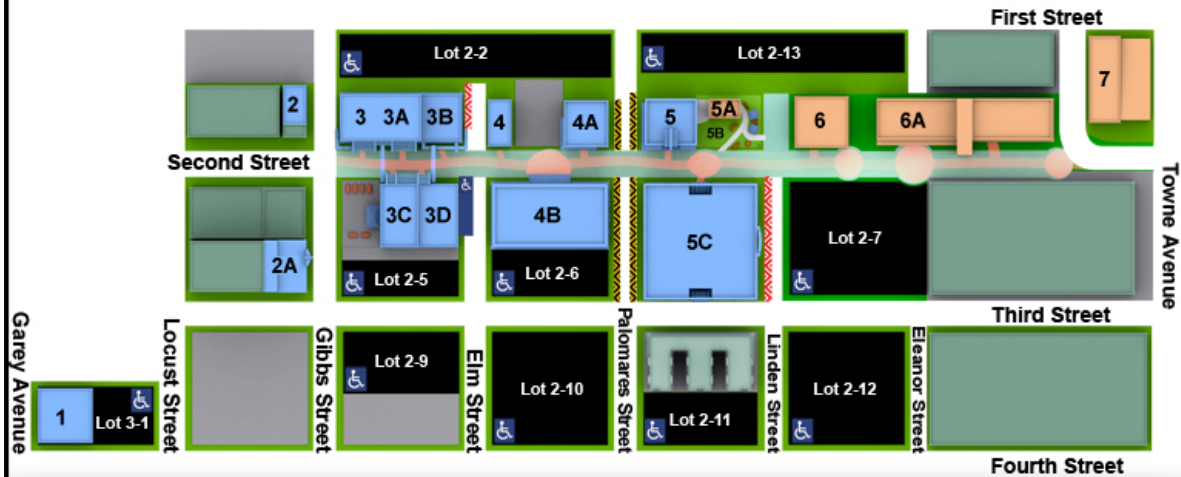 First Street
Lot 2-2
Lot 2-13
7
2
3
3A
3B
4
4A
5
5A
5B
6
6A
Second Street
3C
3D
4B
5C
Lot 2-7
2A
Lot 2-5
Lot 2-6
Towne Avenue
Third Street
Garey Avenue
Locust Street
Gibbs Street
Elm Street
Palomares Street
Linden Street
Eleanor Street
Lot 2-9
Lot 2-10
Lot 2-12
1
Lot 3-1
Lot 2-11
Fourth Street